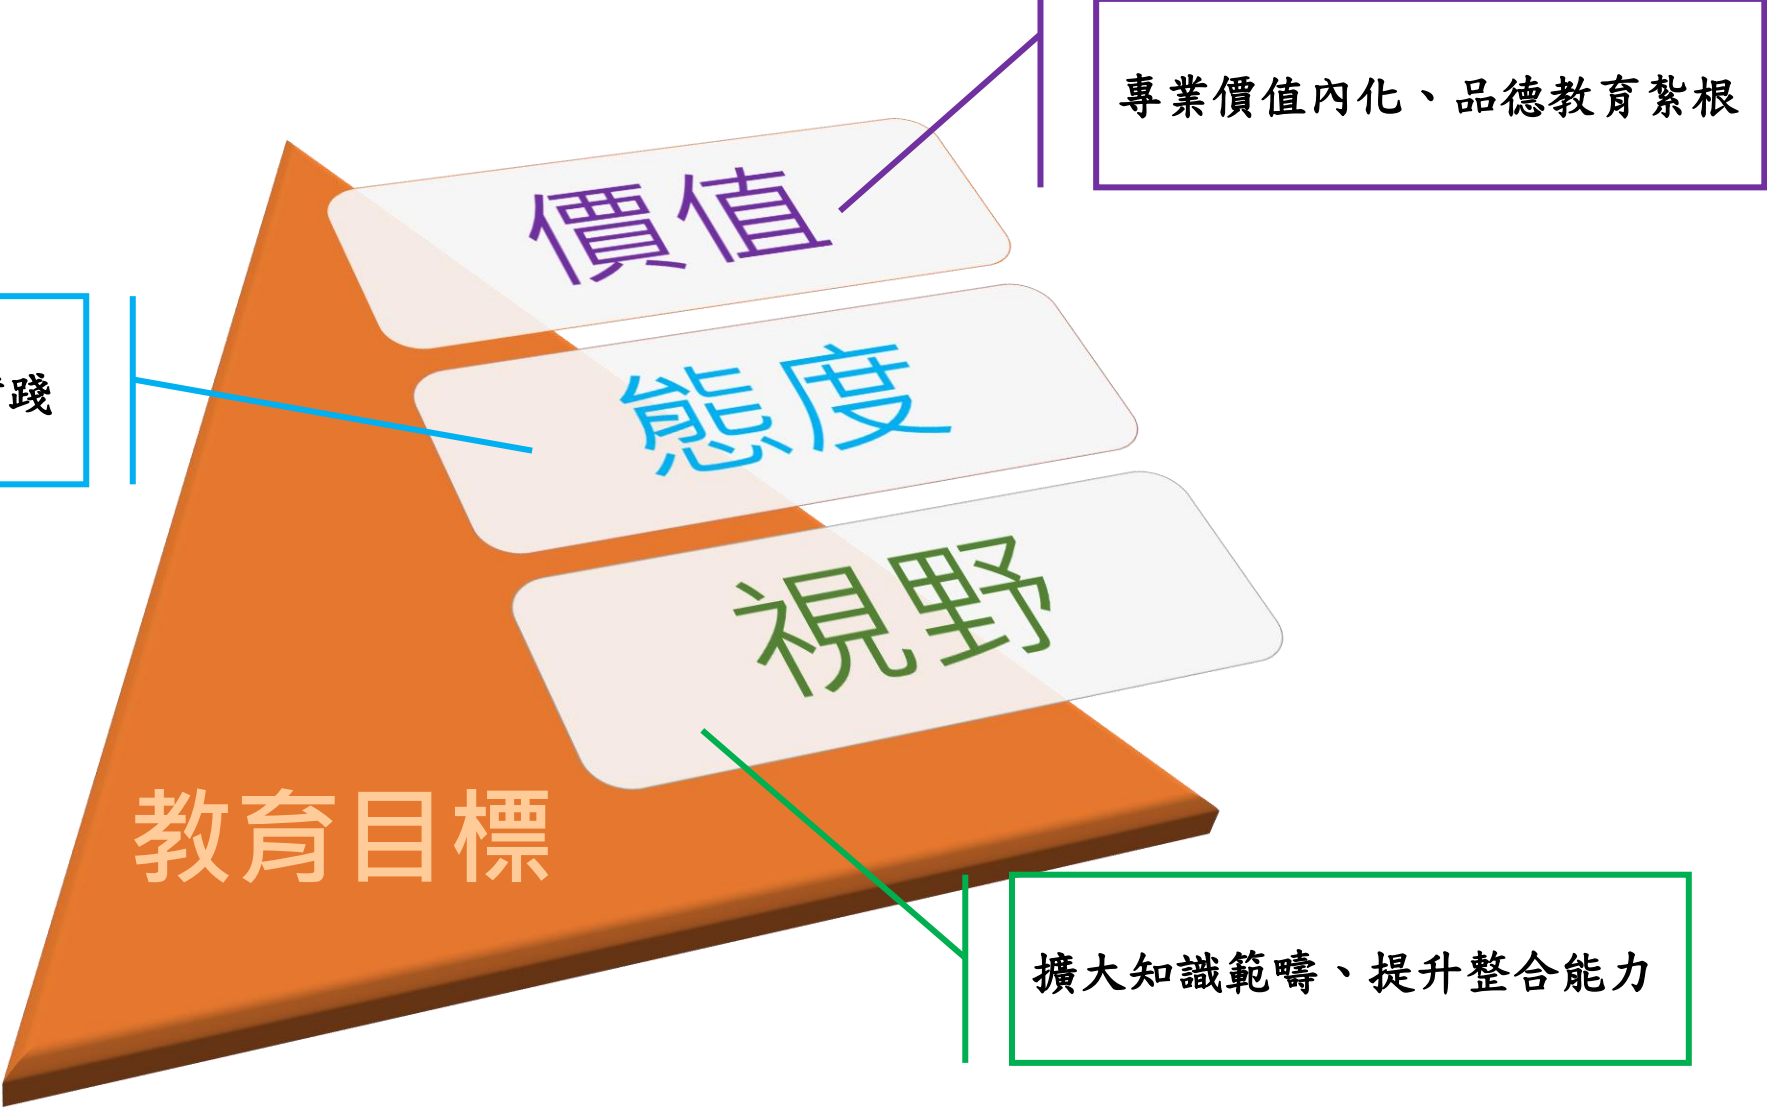 專業價值內化、品德教育紮根
價值
踐
態度
視野
教育目標
擴大知識範疇、提升整合能力